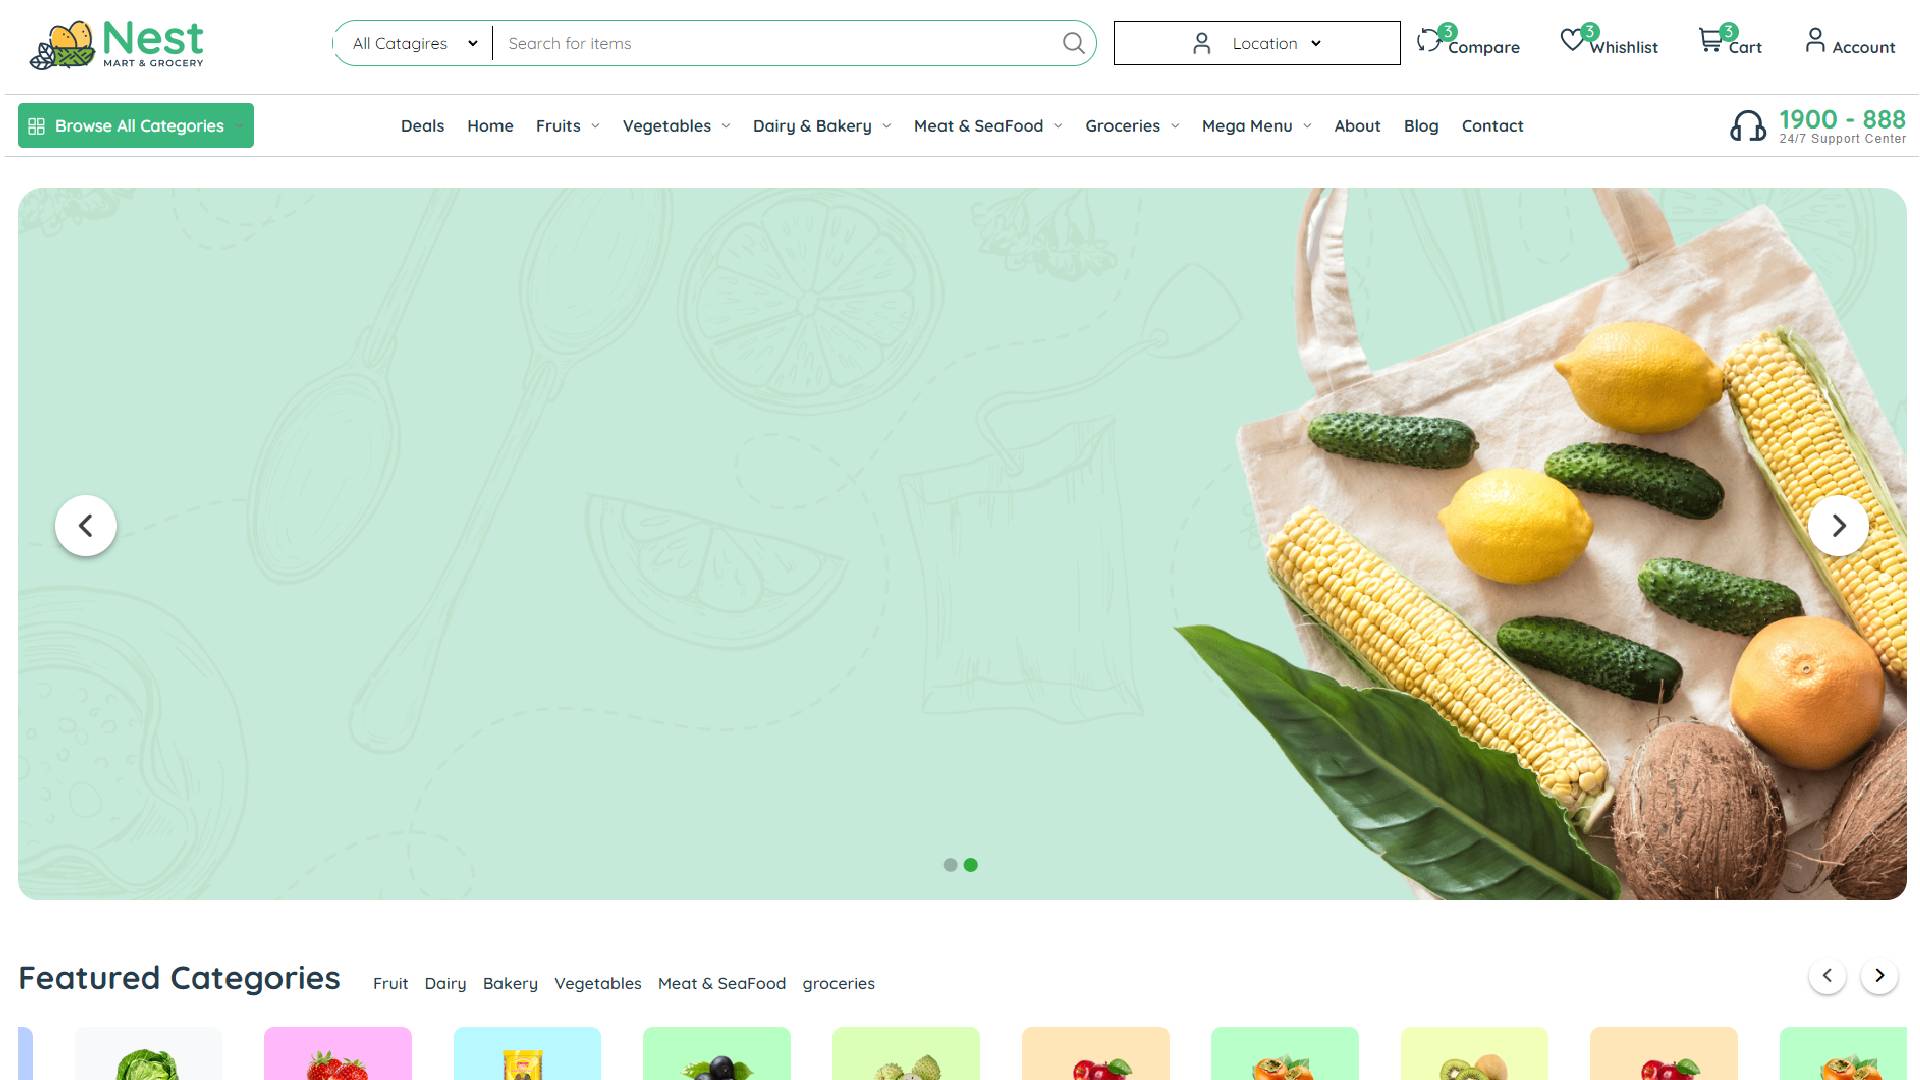 Nest
MART & GROCERY
All Catagires
Search for items
Location
3
Compare
3
Whishlist
3
Cart
Account
Browse All Categories
Deals
Home
Fruits
Vegetables
Dairy & Bakery
Meat & SeaFood
Groceries
Mega Menu
About
Blog
Contact
1900 - 888
24/7 Support Center
Featured Categories
Fruit
Dairy
Bakery
Vegetables
Meat & SeaFood
groceries